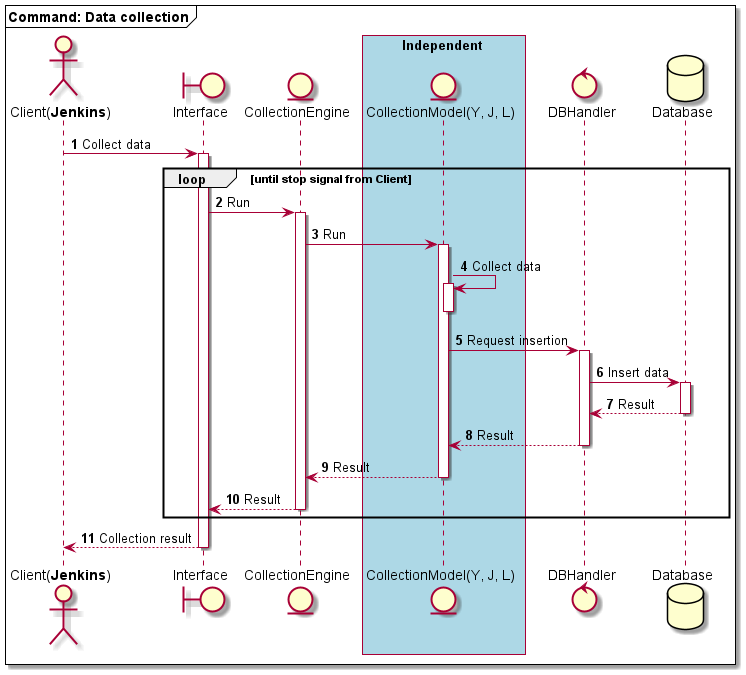 Command: Data collection
Independent
Client(Jenkins)
Interface
CollectionEngine
CollectionModel(Y, J, L)
DBHandler
Database
1 Collect data
loop
[until stop signal from Client]
2 Run
3 Run
4 Collect data
5 Request insertion
6 Insert data
7 Result
8 Result
9 Result
10 Result
11 Collection result
Client(Jenkins)
Interface
CollectionEngine
CollectionModel(Y, J, L)
DBHandler
Database